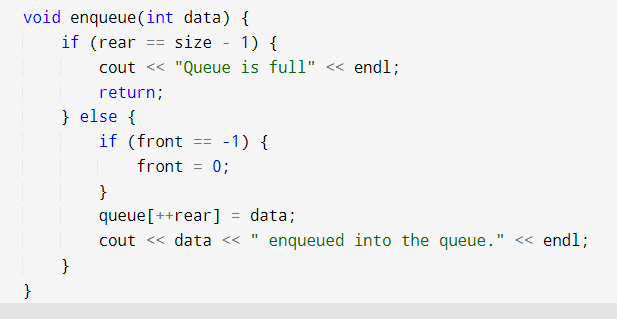 void enqueue(int data) {
    if (rear == size - 1) {
        cout << "Queue is full" << endl;
        return;
    } else {
        if (front == -1) {
            front = 0;
        }
        queue[++rear] = data;
        cout << data << " enqueued into the queue." << endl;
    }
}